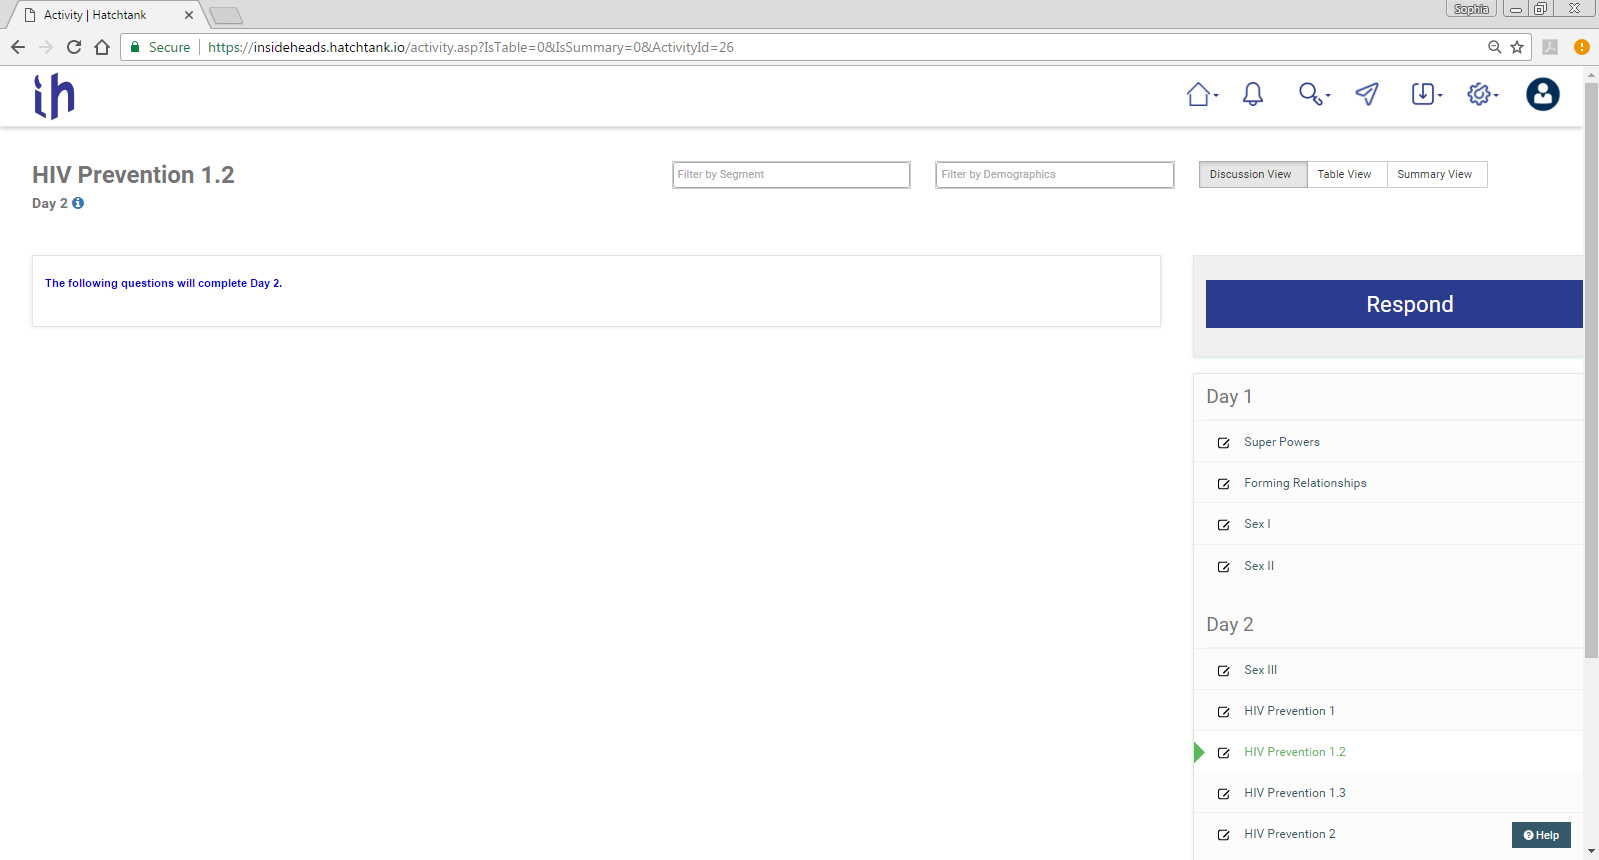 Activity | Hatchtank
Sophia
Secure
https://insideheads.hatchtank.io/activity.asp?IsTable=0&IsSummary=0&ActivityId=26
ih
HIV Prevention 1.2
Filter by Segment
Filter by Demographics
Discussion View
Table View
Summary View
Day 2
The following questions will complete Day 2.
Respond
Day 1
Super Powers
Forming Relationships
Sex I
Sex II
Day 2
Sex III
HIV Prevention 1
HIV Prevention 1.2
HIV Prevention 1.3
HIV Prevention 2
Help